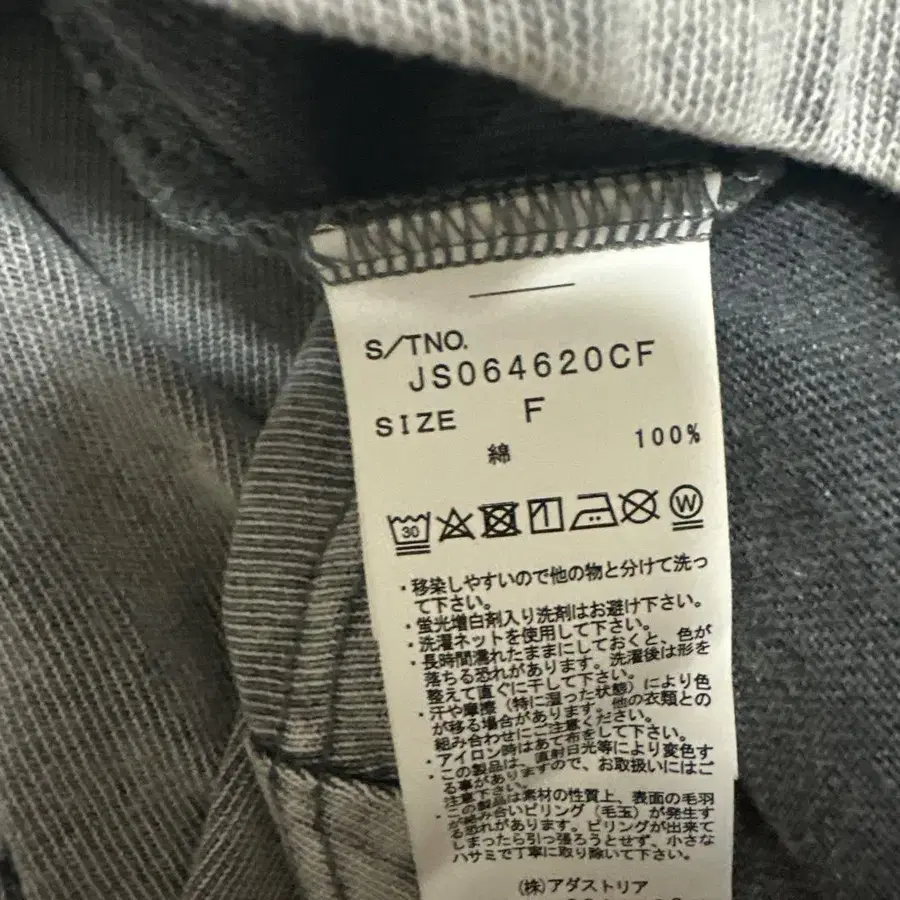 S/TNO.
JS064620CF
SIZE F
綿 100%
30 W
・移染しやすいので他の物と分けて洗っ
て下さい。
・蛍光増白剤入り洗剤はお避け下さい。
・洗濯ネットを使用して下さい。
・長時間濡れたままにしておくと、色が
落ちる恐れがあります。洗濯後は形を
整えて直ぐに干して下さい。
・汗や摩擦(特に湿った状態)により色
が移る場合があります。他の衣類との
組み合わせにご注意ください。
・アイロン時はあて布をして下さい。
・この製品は、直射日光等により変色す
る事がありますので、お取扱いにはご
注意下さい。
・この製品は素材の性質上、表面の毛羽
が絡み合いピリング(毛玉)が発生す
る恐れがあります。ピリングが出来て
しまったら引っ張ろうとせず、小さな
ハサミで丁寧に取り除いて下さい。
(株)アダストリア